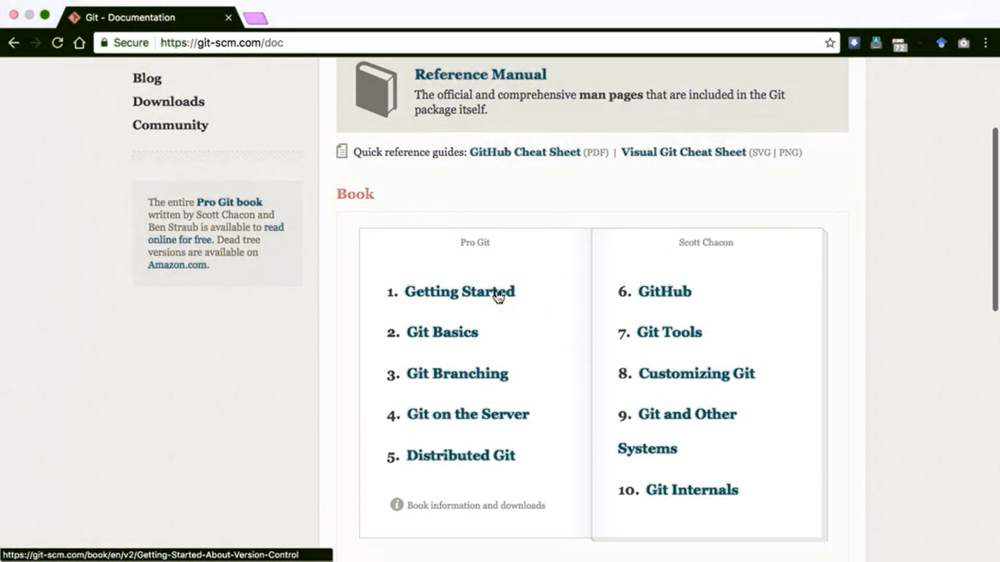 Git - Documentation
Secure
https://git-scm.com/doc
72
Blog
Downloads
Community
The entire Pro Git book
written by Scott Chacon and
Ben Straub is available to read
online for free. Dead tree
versions are available on
Amazon.com.
Reference Manual
The official and comprehensive man pages that are included in the Git
package itself.
Quick reference guides: GitHub Cheat Sheet (PDF) | Visual Git Cheat Sheet (SVG | PNG)
Book
Pro Git
1. Getting Started
2. Git Basics
3. Git Branching
4. Git on the Server
5. Distributed Git
Book information and downloads
Scott Chacon
6. GitHub
7. Git Tools
8. Customizing Git
9. Git and Other
Systems
10. Git Internals
https://git-scm.com/book/en/v2/Getting-Started-About-Version-Control